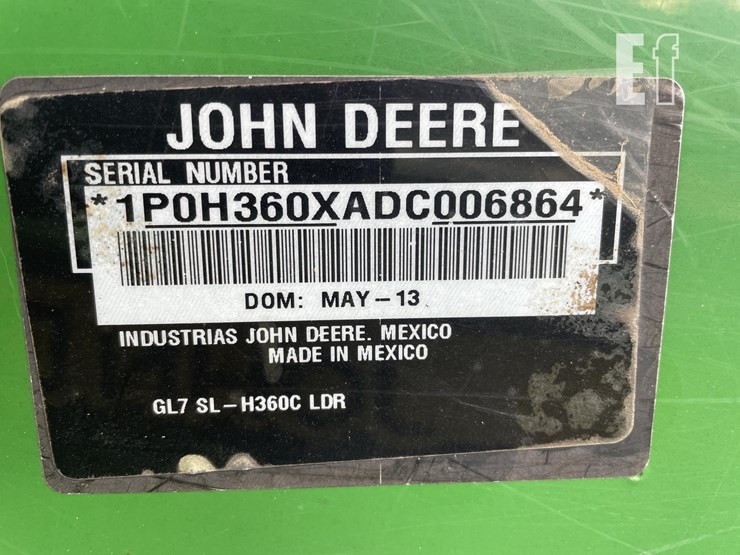 Ef
JOHN DEERE
SERIAL NUMBER
*1P0H360XADC006864*
DOM: MAY-13
INDUSTRIAS JOHN DEERE. MEXICO
MADE IN MEXICO
GL7 SL-H360C LDR